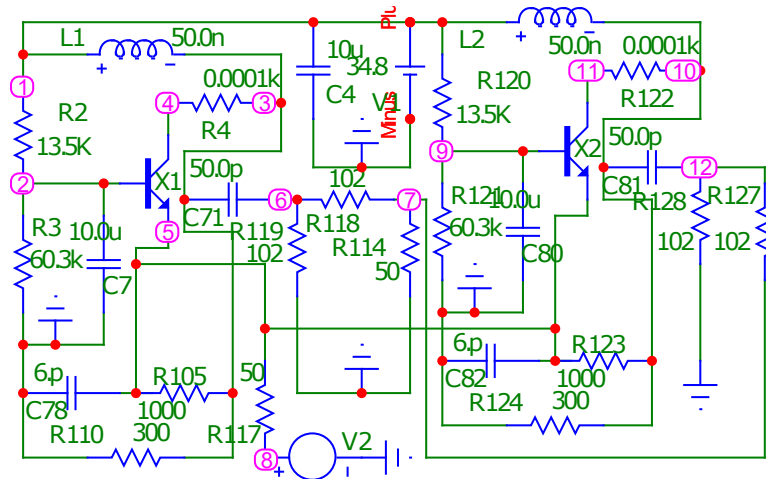 Plu
L1
50.0n
10u
34.8
L2
50.0n
0.0001k
0.0001k
1
R2
4
3
C4
V1
R120
11
10
R122
13.5K
R4
Minus
13.5K
9
X2
50.0p
2
X1
50.0p
102
C81
12
R3
C71
6
7
R121
10.0u
R128
R127
10.0u
5
R119
R118
60.3k
C7
102
R114
60.3k
C80
102
102
50
6.p
R105
50
6.p
R123
C78
1000
C82
1000
R110
300
R117
R124
300
8
V2
+
-